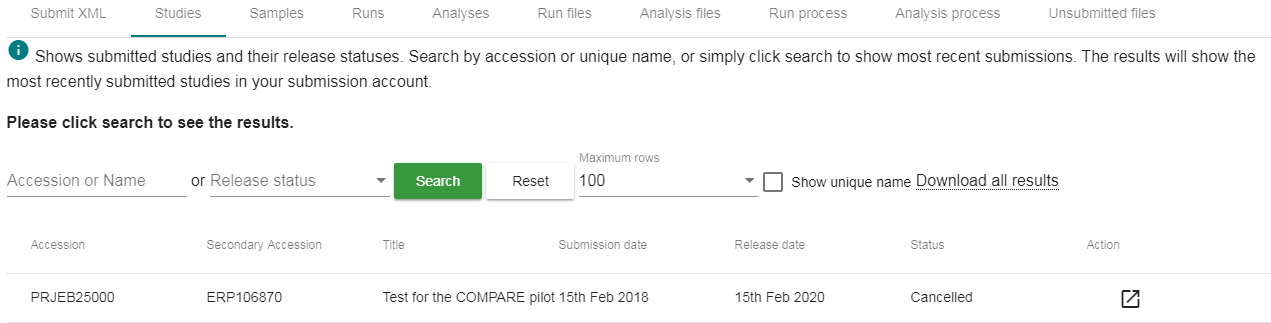 Submit XML Studies Samples Runs Analyses Run files Analysis files Run process Analysis process Unsubmitted files
i Shows submitted studies and their release statuses. Search by accession or unique name, or simply click search to show most recent submissions. The results will show the
most recently submitted studies in your submission account.
Please click search to see the results.
Maximum rows
Accession or Name or Release status Search Reset 100 Show unique name Download all results
Accession Secondary Accession Title Submission date Release date Status Action
PRJEB25000 ERP106870 Test for the COMPARE pilot 15th Feb 2018 15th Feb 2020 Cancelled